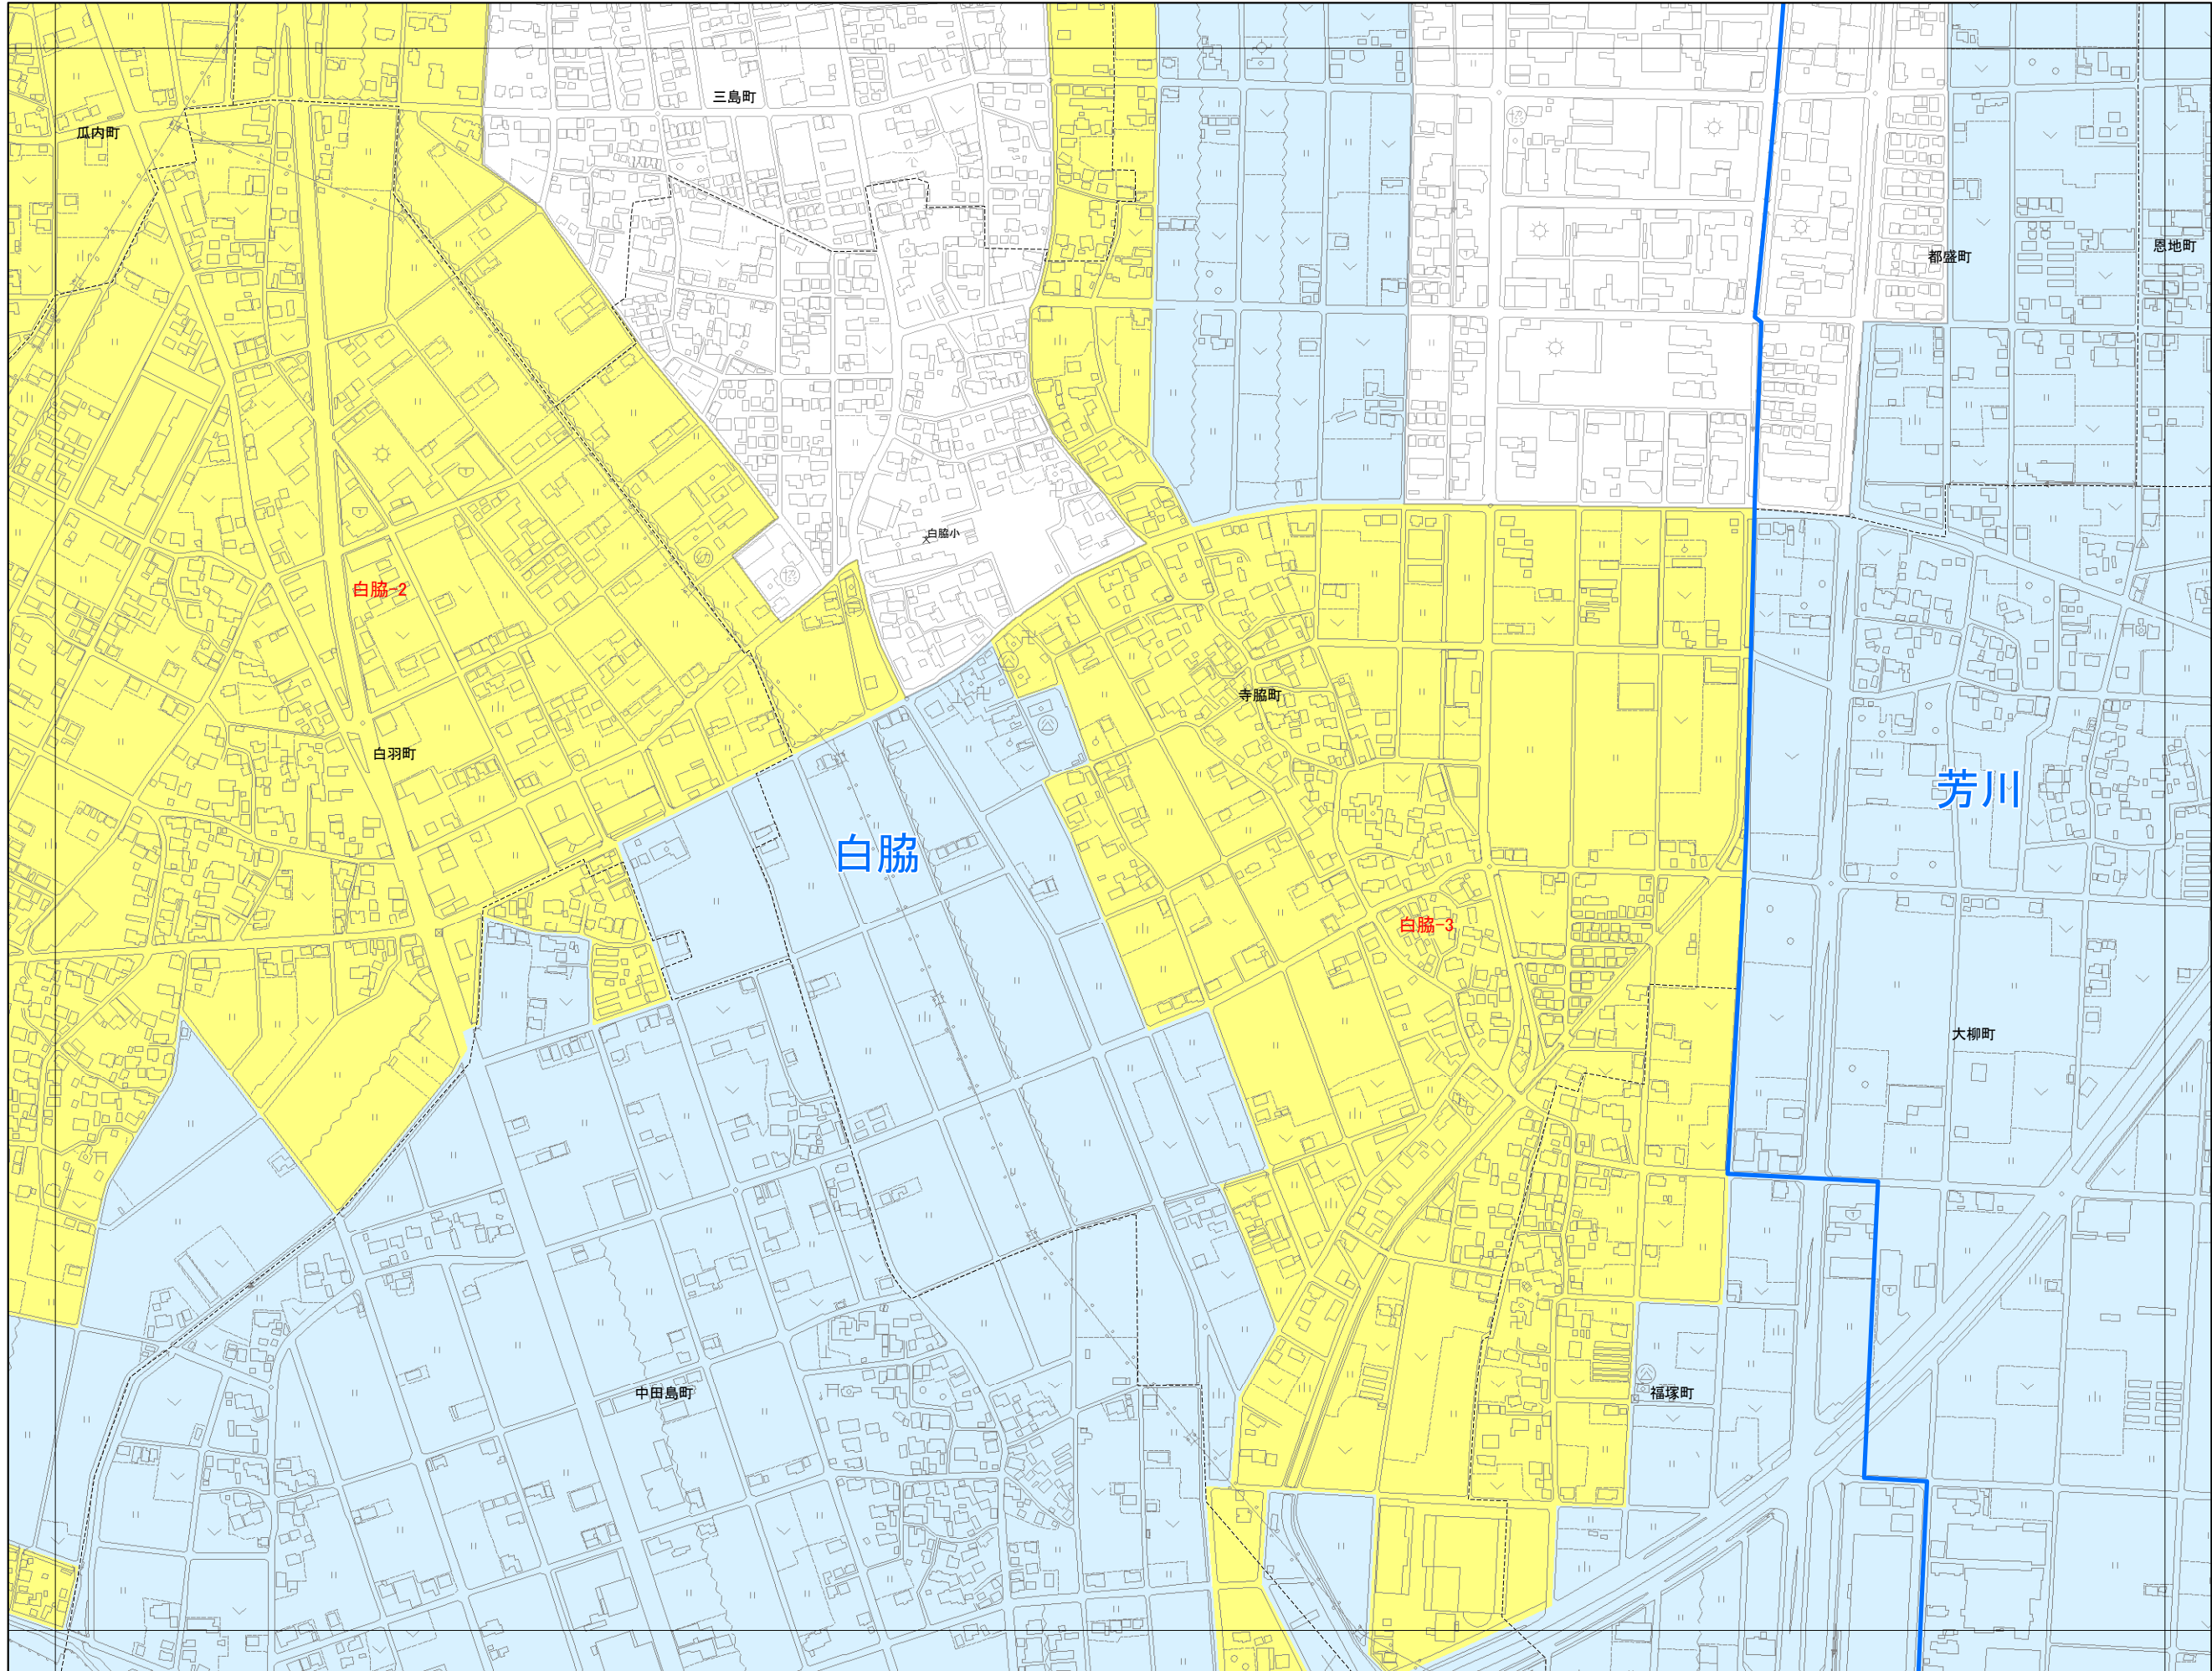 三島町
瓜内町
恩地町
都盛町
白脇小
白脇-2
寺脇町
白羽町
芳川
白脇
白脇-3
大柳町
中田島町
福塚町